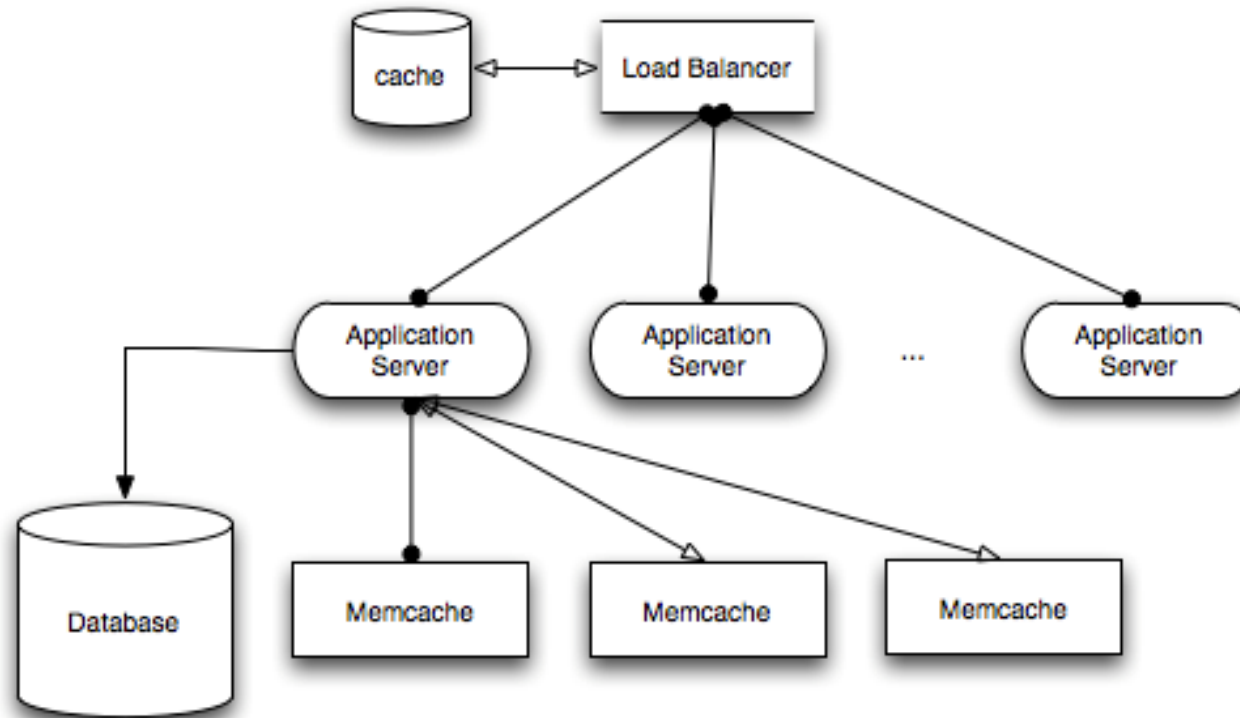 cache
Load Balancer
Application
Server
Application
Server
...
Application
Server
Database
Memcache
Memcache
Memcache